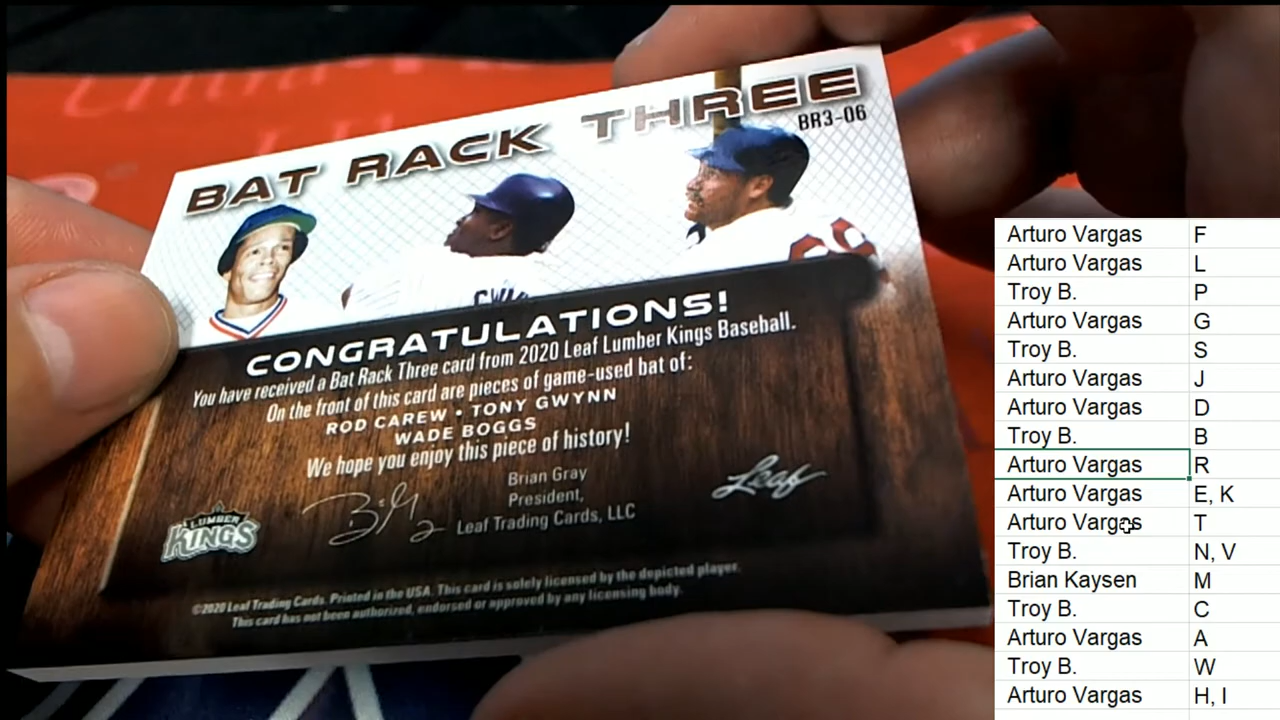 BAT RACK THREE
BR3-06
CONGRATULATIONS!
You have received a Bat Rack Three card from 2020 Leaf Lumber Kings Baseball.
On the front of this card are pieces of game-used bat of:
ROD CAREW • TONY GWYNN
WADE BOGGS
We hope you enjoy this piece of history!
Brian Gray
President,
Leaf Trading Cards, LLC
LUMBER
KINGS
Leaf
©2020 Leaf Trading Cards. Printed in the USA. This card is solely licensed by the depicted player.
This card has not been authorized, endorsed or approved by any licensing body.
Arturo Vargas F
Arturo Vargas L
Troy B. P
Arturo Vargas G
Troy B. S
Arturo Vargas J
Arturo Vargas D
Troy B. B
Arturo Vargas R
Arturo Vargas E, K
Arturo Vargas T
Troy B. N, V
Brian Kaysen M
Troy B. C
Arturo Vargas A
Troy B. W
Arturo Vargas H, I